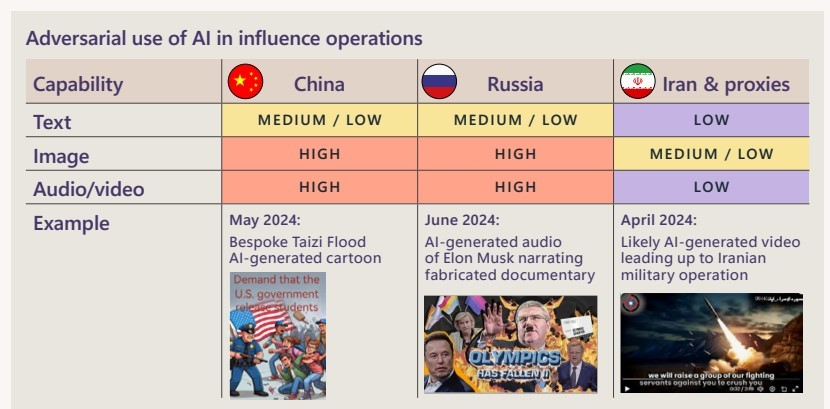 Adversarial use of AI in influence operations
Capability
China
Russia
Iran & proxies
Text
MEDIUM / LOW
MEDIUM / LOW
LOW
Image
HIGH
HIGH
MEDIUM / LOW
Audio/video
HIGH
HIGH
LOW
Example
May 2024:
Bespoke Taizi Flood
AI-generated cartoon
Demand that the
U.S. government
release students
June 2024:
AI-generated audio
of Elon Musk narrating
fabricated documentary
OLYMPICS
HAS FALLEN II
April 2024:
Likely AI-generated video
leading up to Iranian
military operation
we will raise a group of our fighting
servants against you to crush you